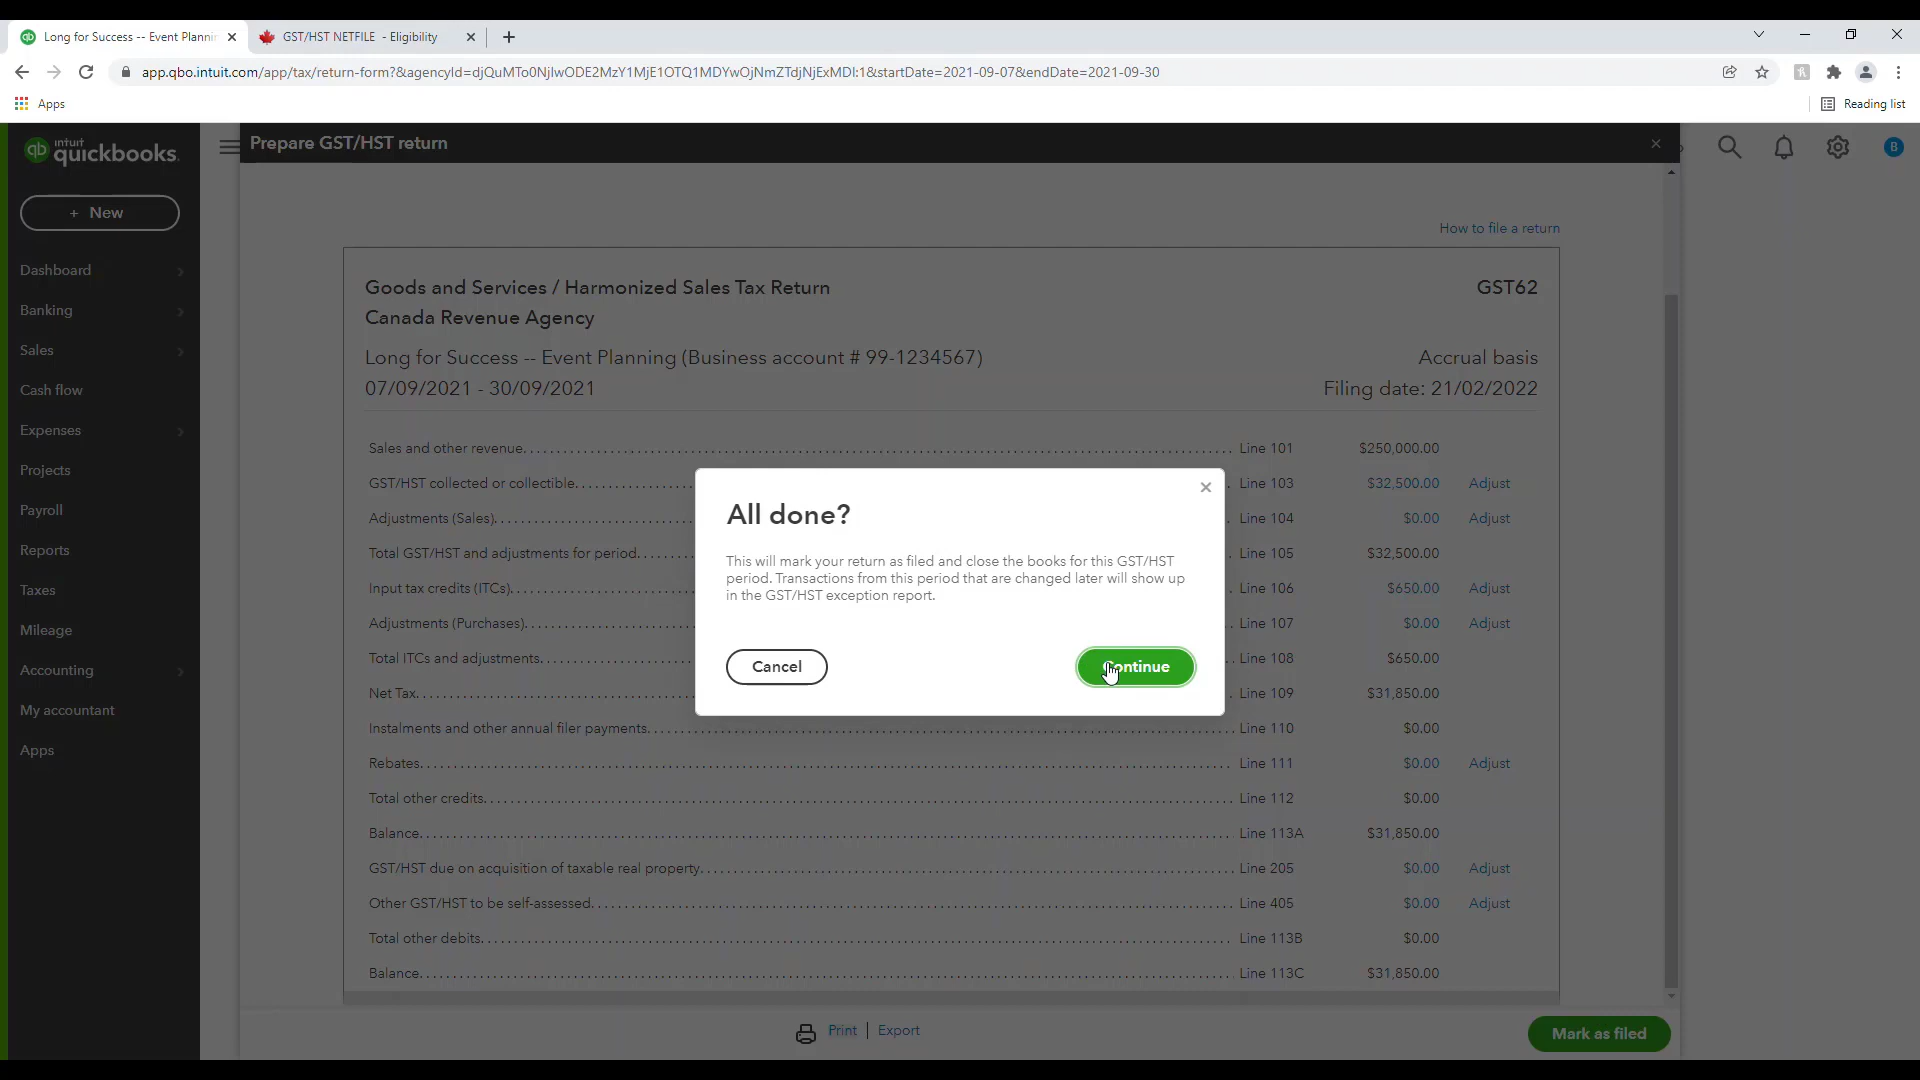 Long for Success -- Event Plannin
GST/HST NETFILE - Eligibility
app.qbo.intuit.com/app/tax/return-form?&agencyId=djQuMTo0NjIwODE2MzY1MjE1OTQ1MDYwOjNmZTdjNjExMDI:1&startDate=2021-09-07&endDate=2021-09-30
Apps
Reading list
intuit
quickbooks.
Prepare GST/HST return
B
+ New
Dashboard
Banking
Sales
Cash flow
Expenses
Projects
Payroll
Reports
Taxes
Mileage
Accounting
My accountant
Apps
How to file a return
Goods and Services / Harmonized Sales Tax Return GST62
Canada Revenue Agency
Long for Success -- Event Planning (Business account # 99-1234567) Accrual basis
07/09/2021 - 30/09/2021 Filing date: 21/02/2022
Sales and other revenue Line 101 $250,000.00
GST/HST collected or collectible Line 103 $32,500.00 Adjust
Adjustments (Sales) Line 104 $0.00 Adjust
Total GST/HST and adjustments for period Line 105 $32,500.00
Input tax credits (ITCs) Line 106 $650.00 Adjust
Adjustments (Purchases) Line 107 $0.00 Adjust
Total ITCs and adjustments Line 108 $650.00
Net Tax Line 109 $31,850.00
Instalments and other annual filer payments Line 110 $0.00
Rebates Line 111 $0.00 Adjust
Total other credits Line 112 $0.00
Balance Line 113A $31,850.00
GST/HST due on acquisition of taxable real property Line 205 $0.00 Adjust
Other GST/HST to be self-assessed Line 405 $0.00 Adjust
Total other debits Line 113B $0.00
Balance Line 113C $31,850.00
All done?
This will mark your return as filed and close the books for this GST/HST
period. Transactions from this period that are changed later will show up
in the GST/HST exception report.
Cancel
Continue
Print | Export
Mark as filed